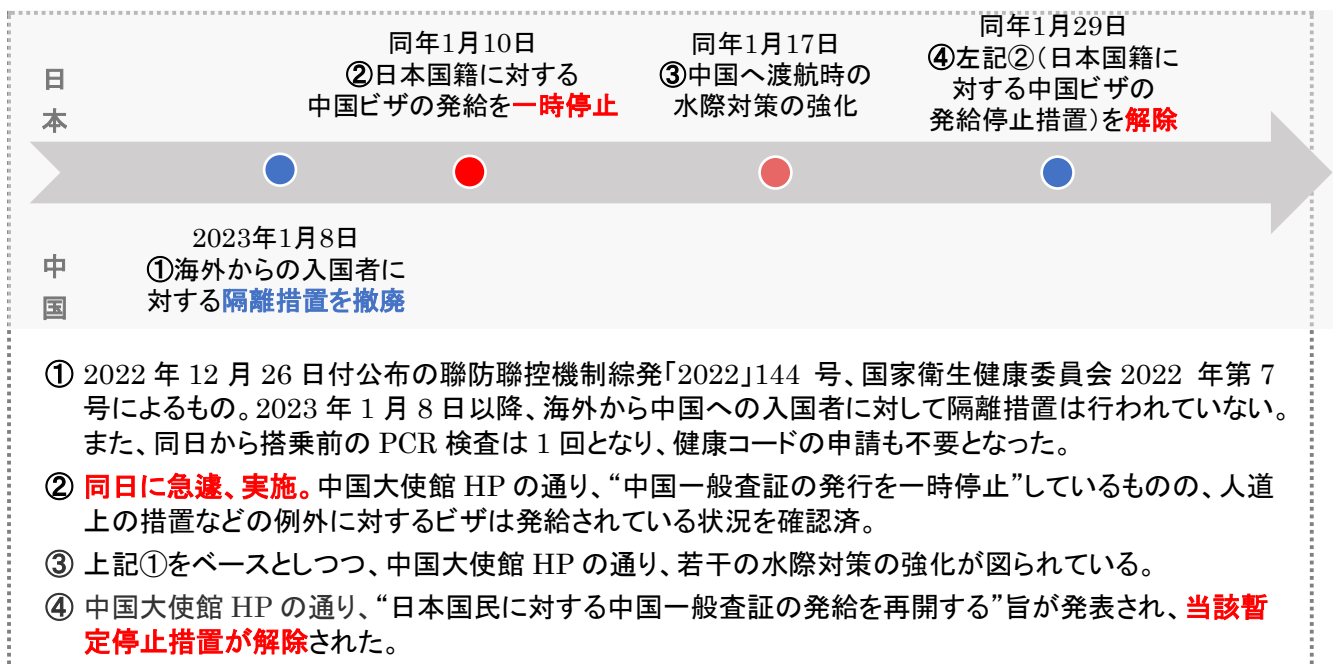 同年1月10日
②日本国籍に対する
中国ビザの発給を一時停止
同年1月17日
③中国へ渡航時の
水際対策の強化
同年1月29日
④左記②(日本国籍に
対する中国ビザの
発給停止措置)を解除
日
本
2023年1月8日
①海外からの入国者に
対する隔離措置を撤廃
中
国
① 2022 年 12 月 26 日付公布の聯防聯控機制綜発「2022」144 号、国家衛生健康委員会 2022 年第 7
号によるもの。2023 年 1 月 8 日以降、海外から中国への入国者に対して隔離措置は行われていない。
また、同日から搭乗前の PCR 検査は 1 回となり、健康コードの申請も不要となった。
② 同日に急遽、実施。中国大使館 HP の通り、“中国一般査証の発行を一時停止”しているものの、人道
上の措置などの例外に対するビザは発給されている状況を確認済。
③ 上記①をベースとしつつ、中国大使館 HP の通り、若干の水際対策の強化が図られている。
④ 中国大使館 HP の通り、“日本国民に対する中国一般査証の発給を再開する”旨が発表され、当該暫
定停止措置が解除された。